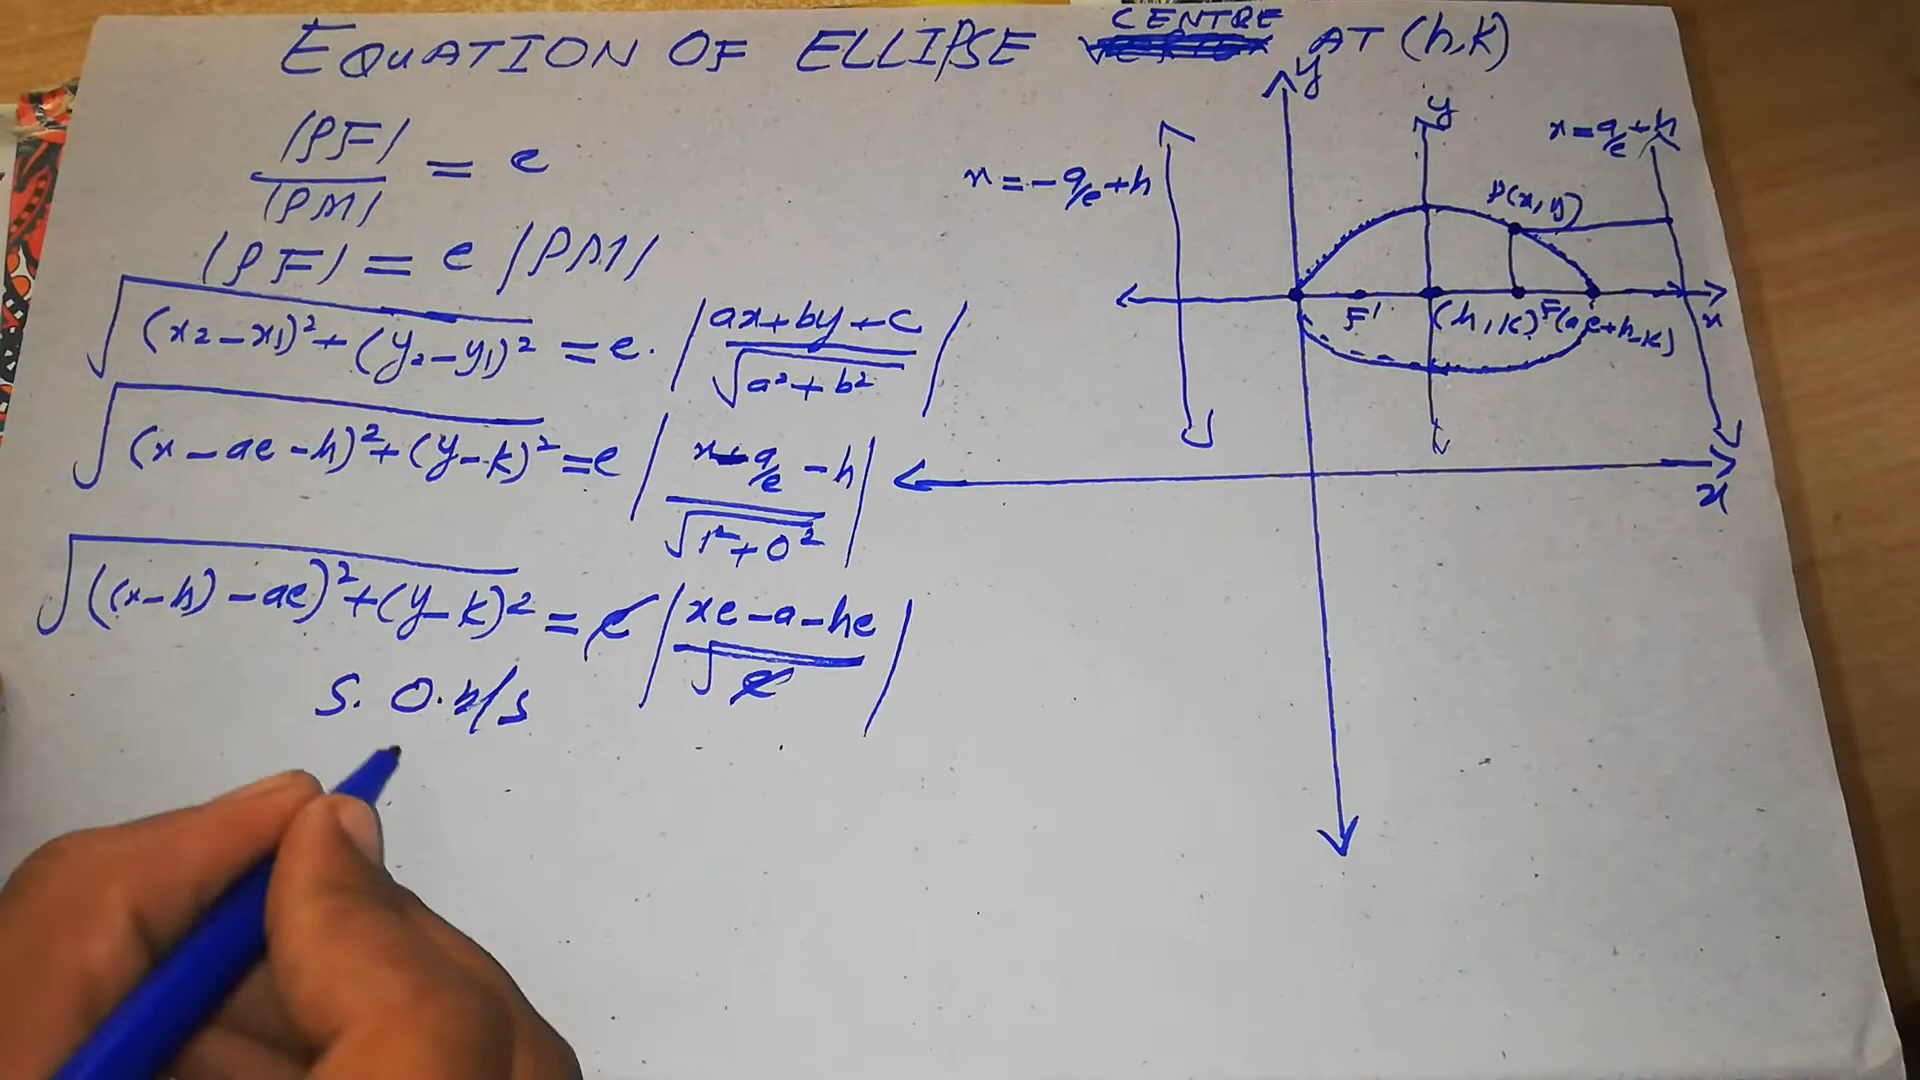 EQUATION OF ELLIPSE CENTRE AT (h,k)
|PF| / |PM| = e
|PF| = e |PM|
√(x₂-x₁)²+(y₂-y₁)² = e. |ax+by+c / √a²+b²|
√(x-ae-h)²+(y-k)² = e |x-a/e-h / √1²+0²|
√((x-h)-ae)²+(y-k)² = e |xe-a-he / √e|
S. O. b/s
y
y
x=a/e+h
x=-a/e+h
P(x,y)
F'
(h,k)
F(ae+h,k)
x
x